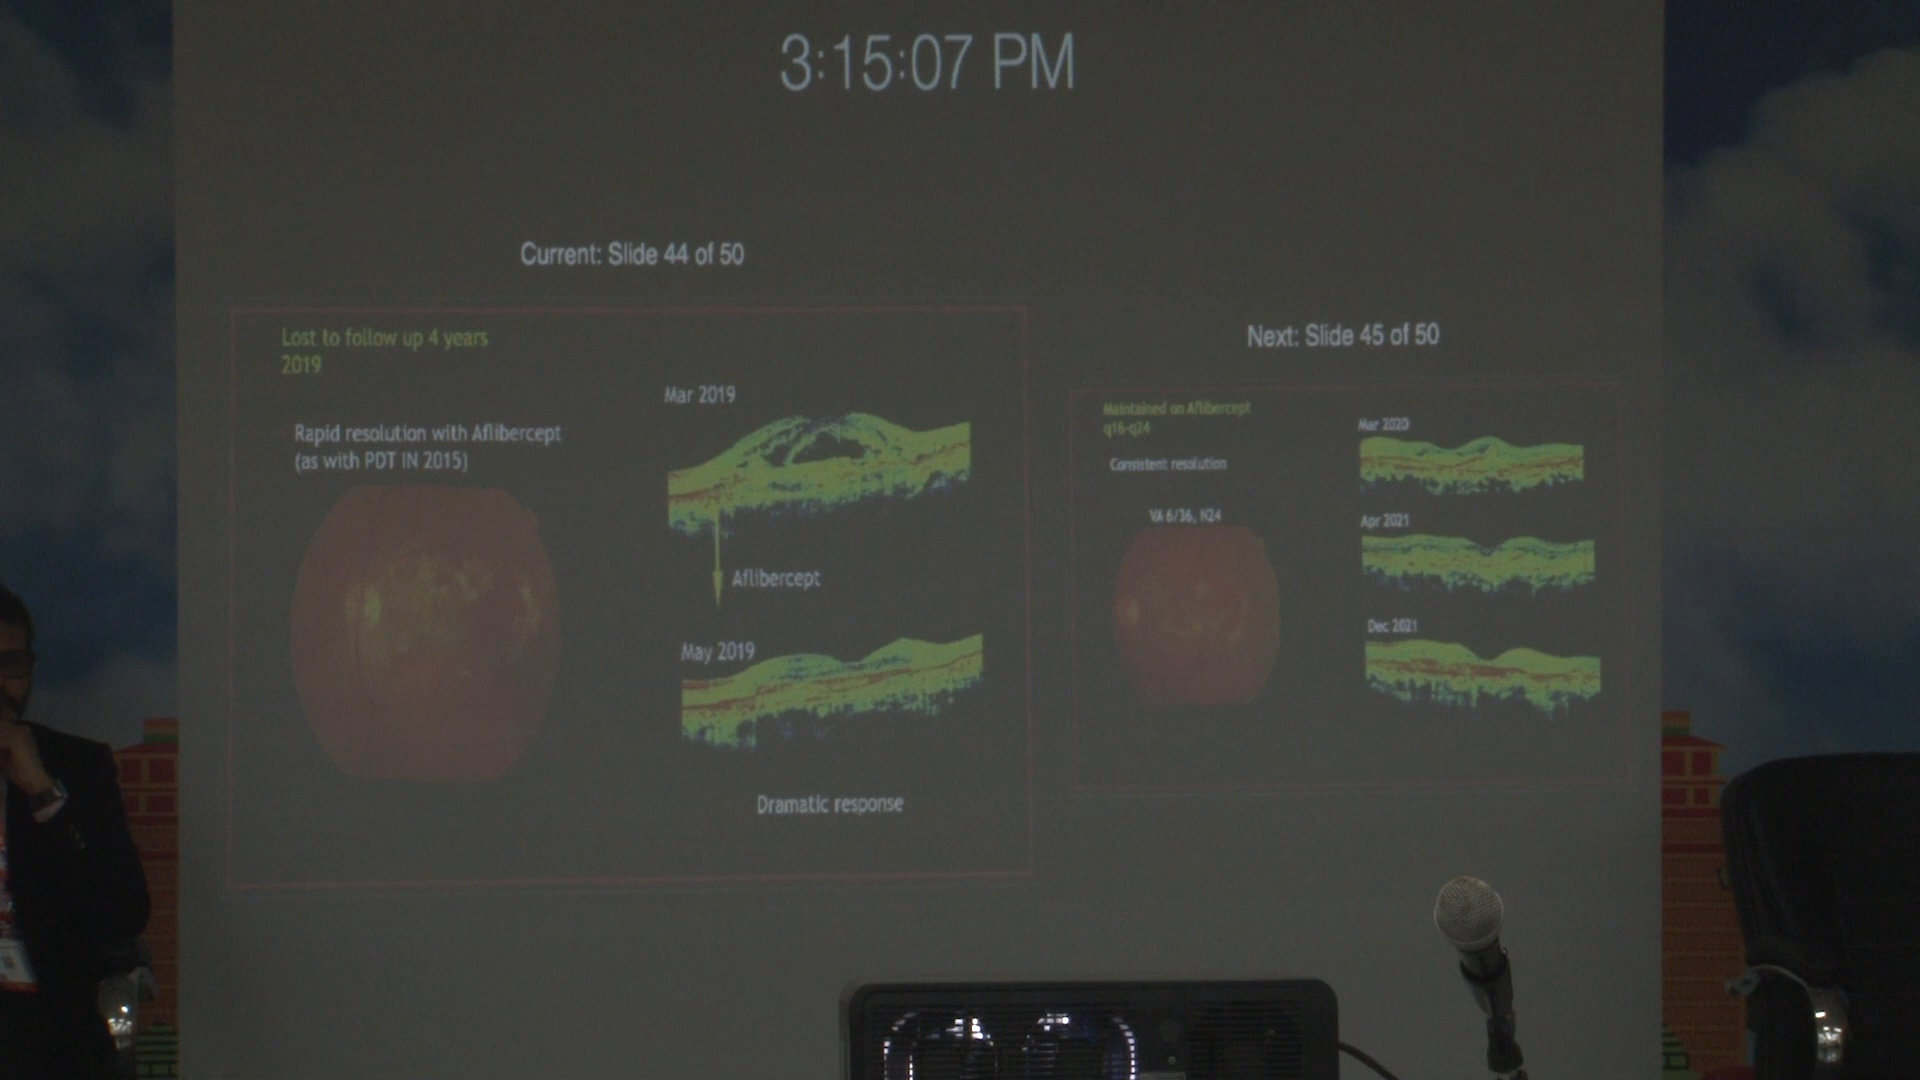 3:15:07 PM
Current: Slide 44 of 50
Lost to follow up 4 years
2019
Rapid resolution with Aflibercept
(as with PDT IN 2015)
Mar 2019
Aflibercept
May 2019
Dramatic response
Next: Slide 45 of 50
Maintained on Aflibercept
q16-q24
Consistent resolution
VA 6/36, N24
Mar 2020
Apr 2021
Dec 2021